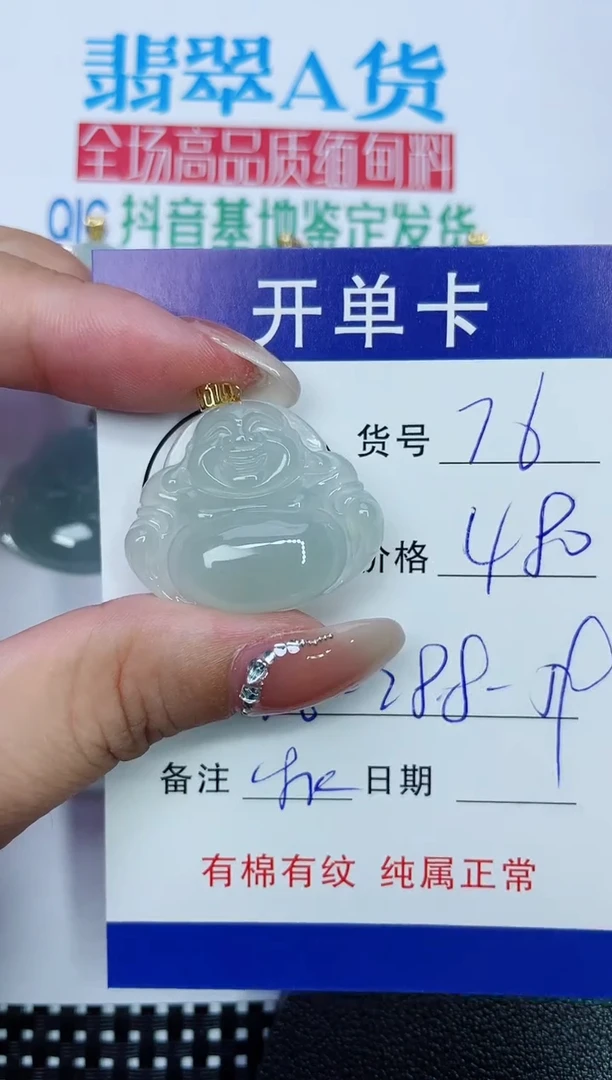 翡翠A货
全场高品质缅甸料
QIC 抖音基地鉴定发货
开单卡
货号 76
价格 480
-288-
备注 日期
有棉有纹 纯属正常